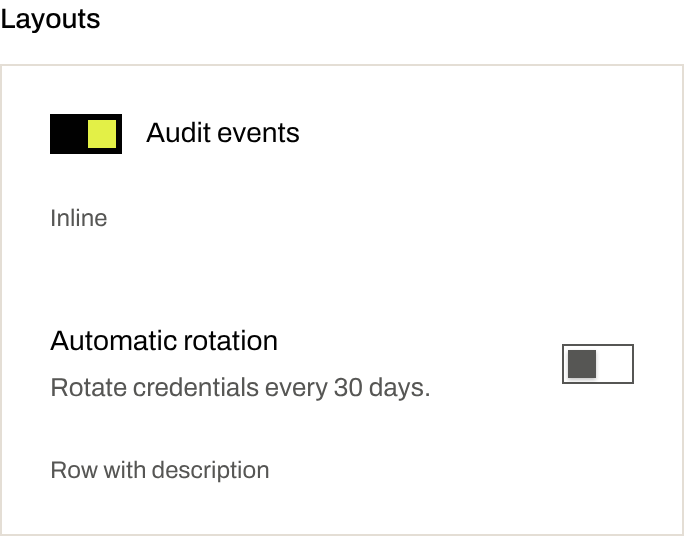 Layouts
Audit events
Inline
Automatic rotation
Rotate credentials every 30 days.
Row with description